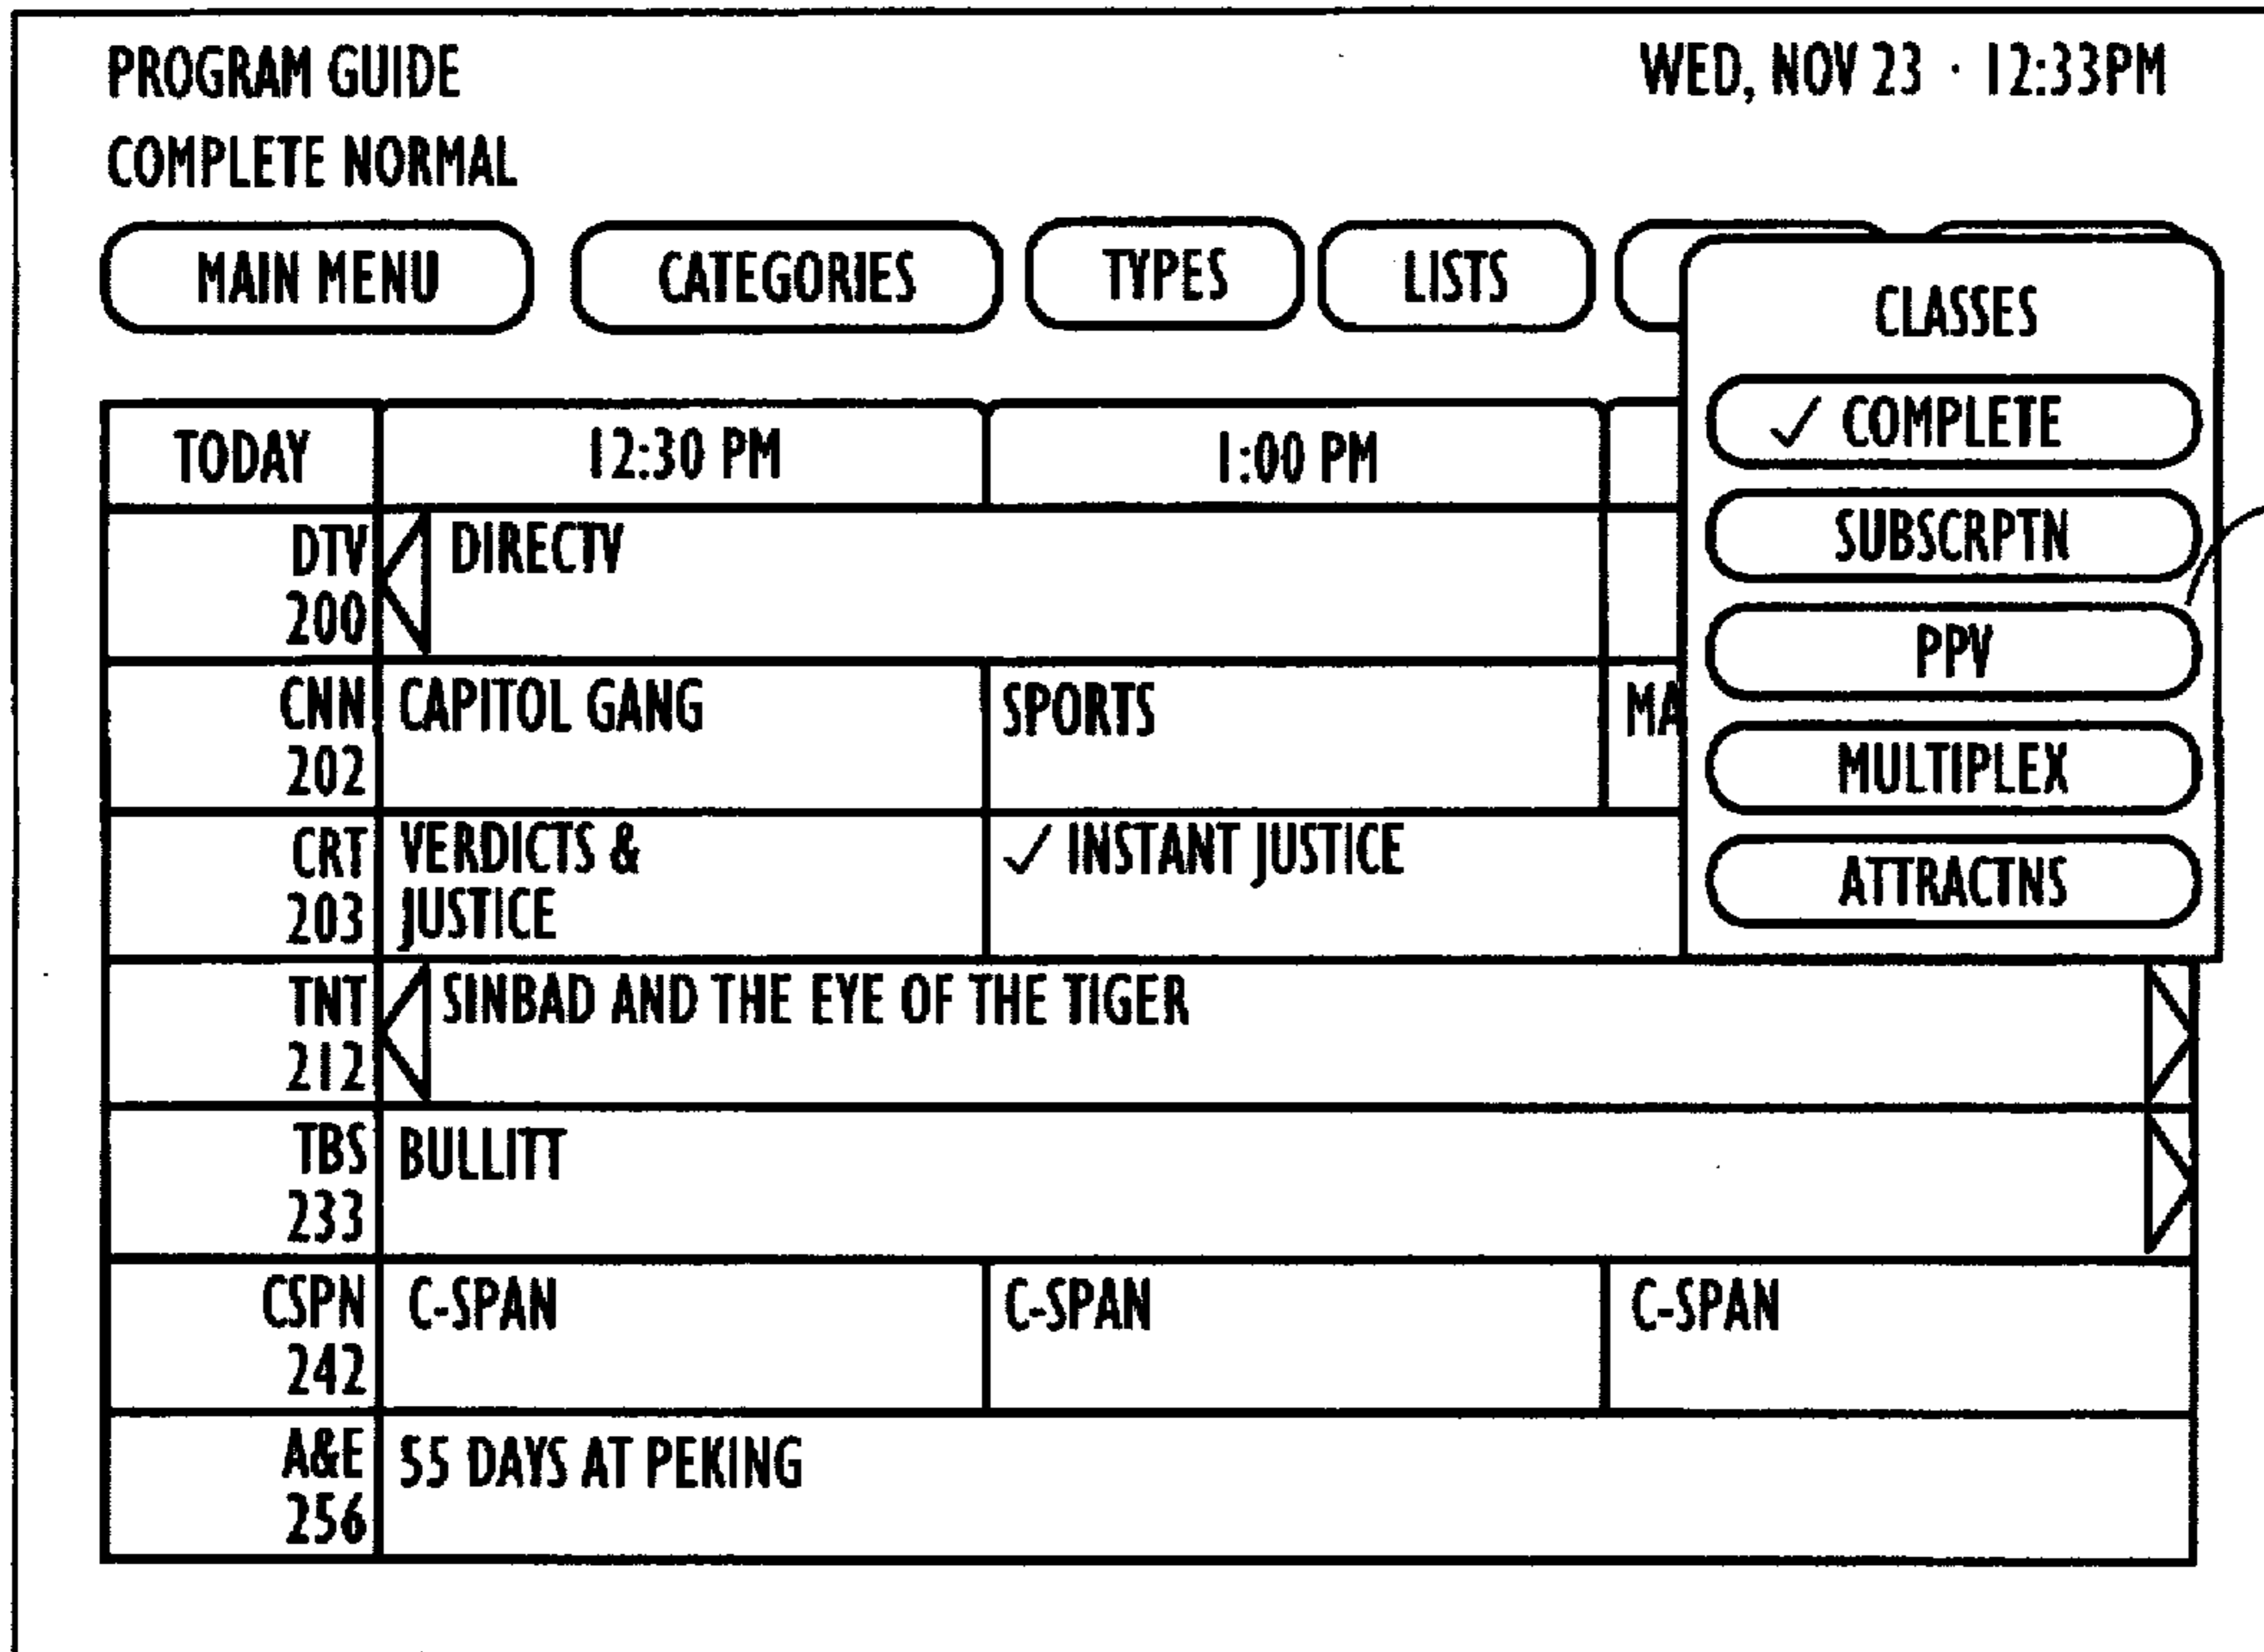 PROGRAM GUIDE
WED, NOV 23 · 12:33PM
COMPLETE NORMAL
MAIN MENU
CATEGORIES
TYPES
LISTS
CLASSES
✓ COMPLETE
SUBSCRPTN
PPV
MULTIPLEX
ATTRACTNS
TODAY
12:30 PM
1:00 PM
DTV
200
DIRECTV
CNN
202
CAPITOL GANG
SPORTS
MA
CRT
203
VERDICTS &
JUSTICE
✓ INSTANT JUSTICE
TNT
212
SINBAD AND THE EYE OF THE TIGER
TBS
233
BULLITT
CSPN
242
C-SPAN
C-SPAN
C-SPAN
A&E
256
55 DAYS AT PEKING